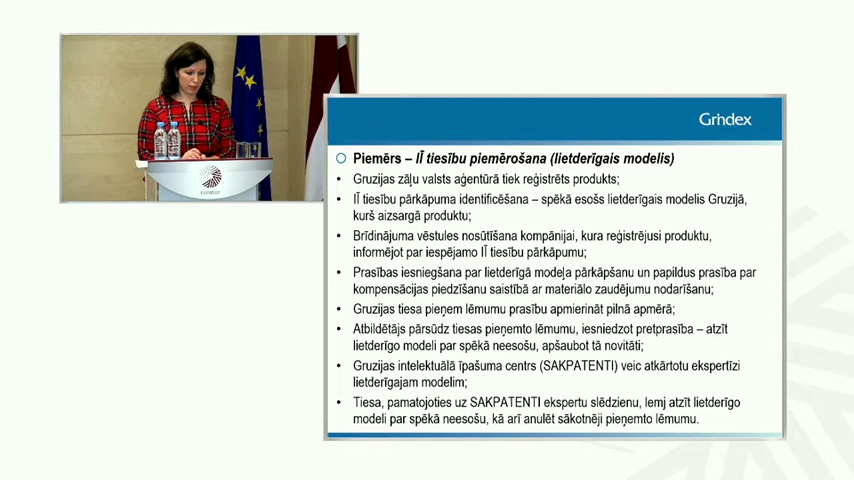 Grindex
Piemērs – IĪ tiesību piemērošana (lietderīgais modelis)
• Gruzijas zāļu valsts aģentūrā tiek reģistrēts produkts;
• IĪ tiesību pārkāpuma identificēšana – spēkā esošs lietderīgais modelis Gruzijā,
kurš aizsargā produktu;
• Brīdinājuma vēstules nosūtīšana kompānijai, kura reģistrējusi produktu,
informējot par iespējamo IĪ tiesību pārkāpumu;
• Prasības iesniegšana par lietderīgā modeļa pārkāpšanu un papildus prasība par
kompensācijas piedzīšanu saistībā ar materiālo zaudējumu nodarīšanu;
• Gruzijas tiesa pieņem lēmumu prasību apmierināt pilnā apmērā;
• Atbildētājs pārsūdz tiesas pieņemto lēmumu, iesniedzot pretprasība – atzīt
lietderīgo modeli par spēkā neesošu, apšaubot tā novitāti;
• Gruzijas intelektuālā īpašuma centrs (SAKPATENTI) veic atkārtotu ekspertīzi
lietderīgajam modelim;
• Tiesa, pamatojoties uz SAKPATENTI ekspertu slēdzienu, lemj atzīt lietderīgo
modeli par spēkā neesošu, kā arī anulēt sākotnēji pieņemto lēmumu.